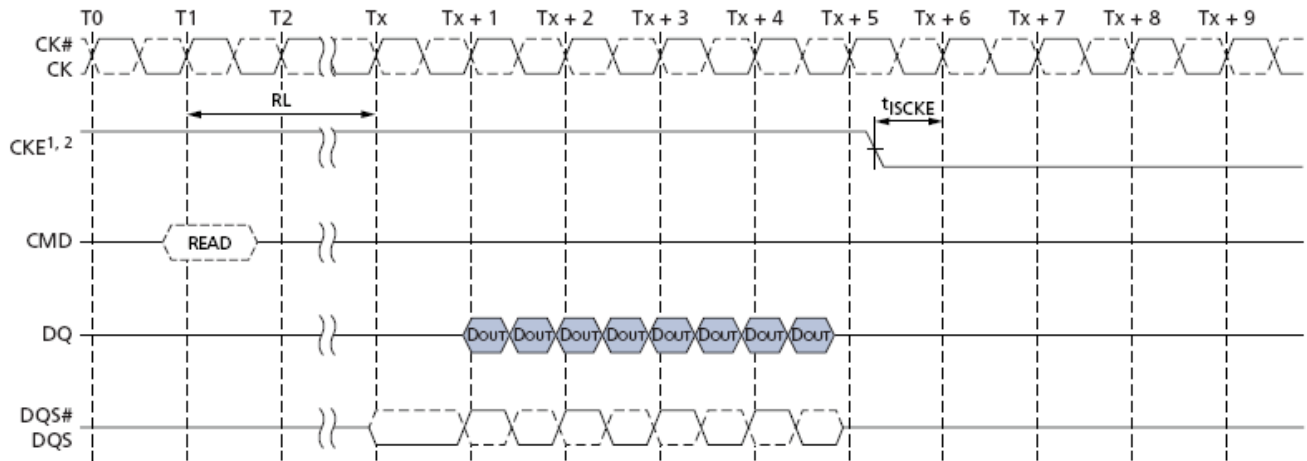 T0 T1 T2 Tx Tx + 1 Tx + 2 Tx + 3 Tx + 4 Tx + 5 Tx + 6 Tx + 7 Tx + 8 Tx + 9
CK#
CK
RL
tISCKE
CKE1, 2
CMD
READ
DQ
DOUT DOUT DOUT DOUT DOUT DOUT DOUT DOUT
DQS#
DQS